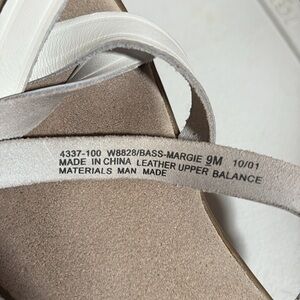 4337-100 W8828/BASS-MARGIE 9M 10/01
MADE IN CHINA LEATHER UPPER BALANCE
MATERIALS MAN MADE